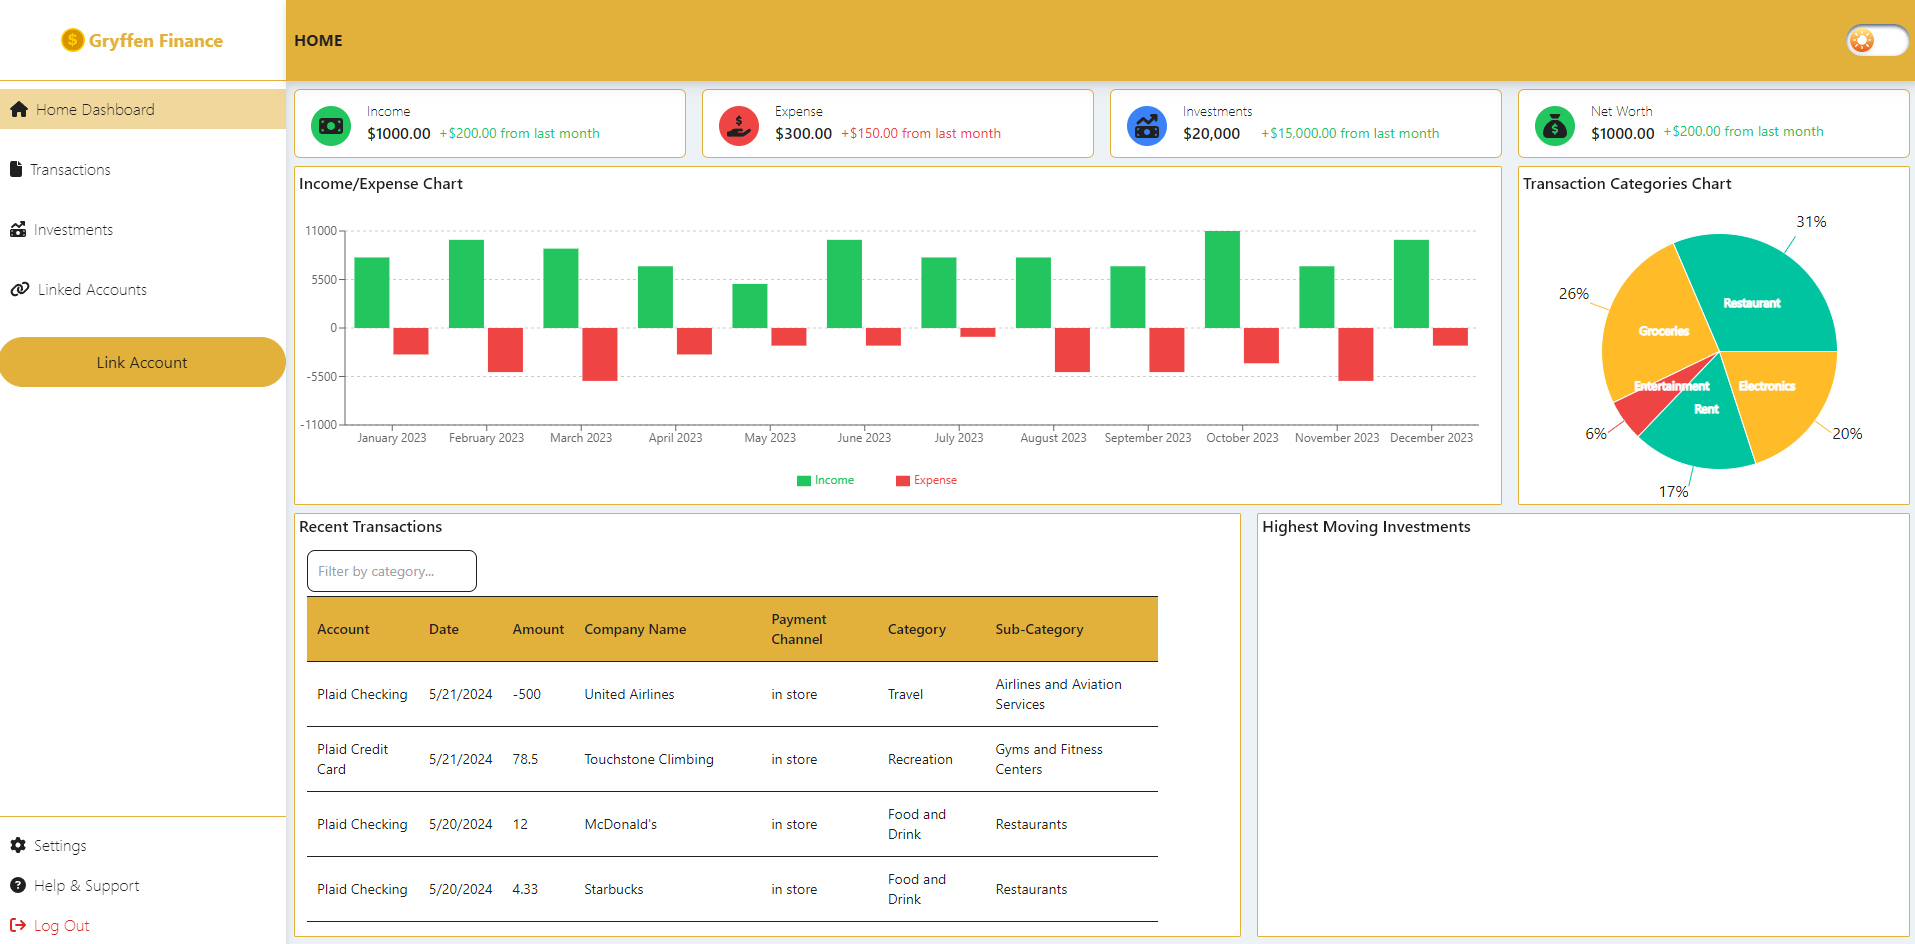 Gryffen Finance
HOME
Home Dashboard
Transactions
Investments
Linked Accounts
Link Account
Settings
Help & Support
Log Out
Income
$1000.00 +$200.00 from last month
Expense
$300.00 +$150.00 from last month
Investments
$20,000 +$15,000.00 from last month
Net Worth
$1000.00 +$200.00 from last month
Income/Expense Chart
11000
5500
0
-5500
-11000
January 2023 February 2023 March 2023 April 2023 May 2023 June 2023 July 2023 August 2023 September 2023 October 2023 November 2023 December 2023
Income Expense
Transaction Categories Chart
31%
26%
Restaurant
Groceries
Entertainment Electronics
Rent
6% 20%
17%
Recent Transactions
Filter by category...
Account Date Amount Company Name Payment Channel Category Sub-Category
Plaid Checking 5/21/2024 -500 United Airlines in store Travel Airlines and Aviation Services
Plaid Credit Card 5/21/2024 78.5 Touchstone Climbing in store Recreation Gyms and Fitness Centers
Plaid Checking 5/20/2024 12 McDonald's in store Food and Drink Restaurants
Plaid Checking 5/20/2024 4.33 Starbucks in store Food and Drink Restaurants
Highest Moving Investments